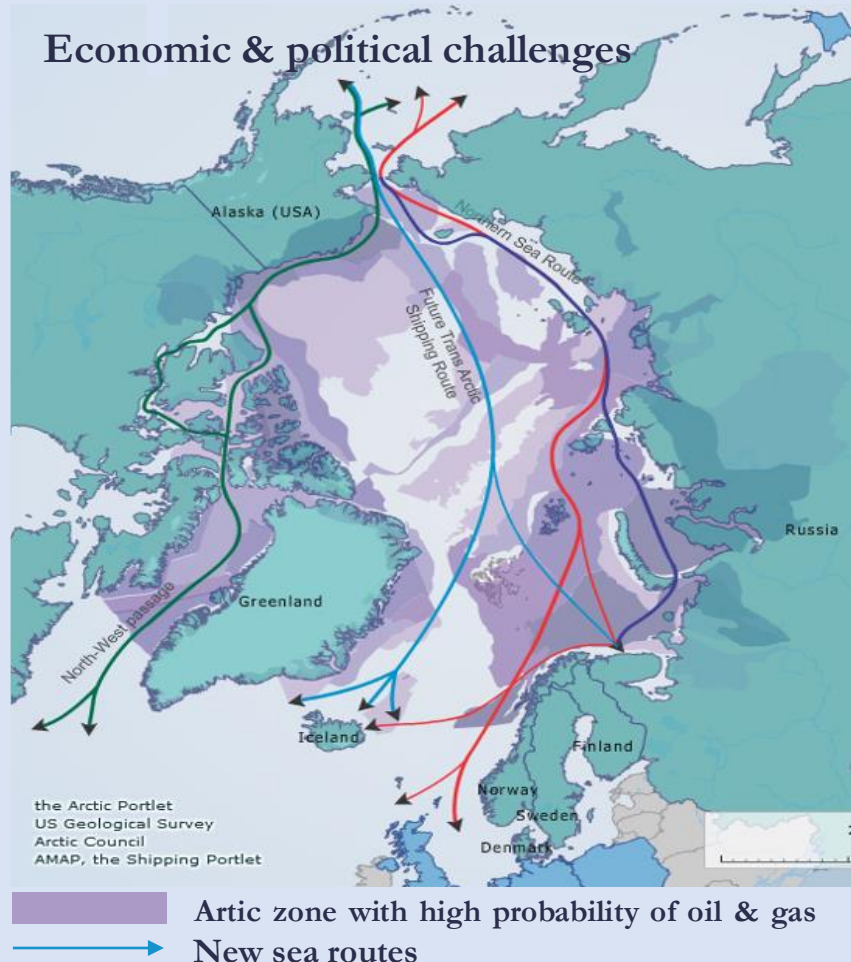 Economic & political challenges
Alaska (USA)
Northern Sea Route
Future Trans Arctic
Shipping Route
Russia
Greenland
North-West passage
Iceland
Finland
Norway
Sweden
Denmark
the Arctic Portlet
US Geological Survey
Arctic Council
AMAP, the Shipping Portlet
2
Artic zone with high probability of oil & gas
New sea routes